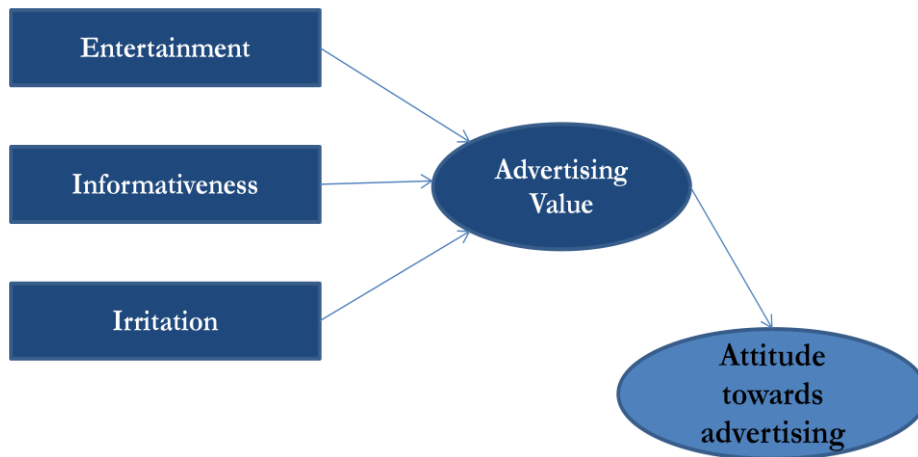 Entertainment
Informativeness
Advertising
Value
Irritation
Attitude
towards
advertising